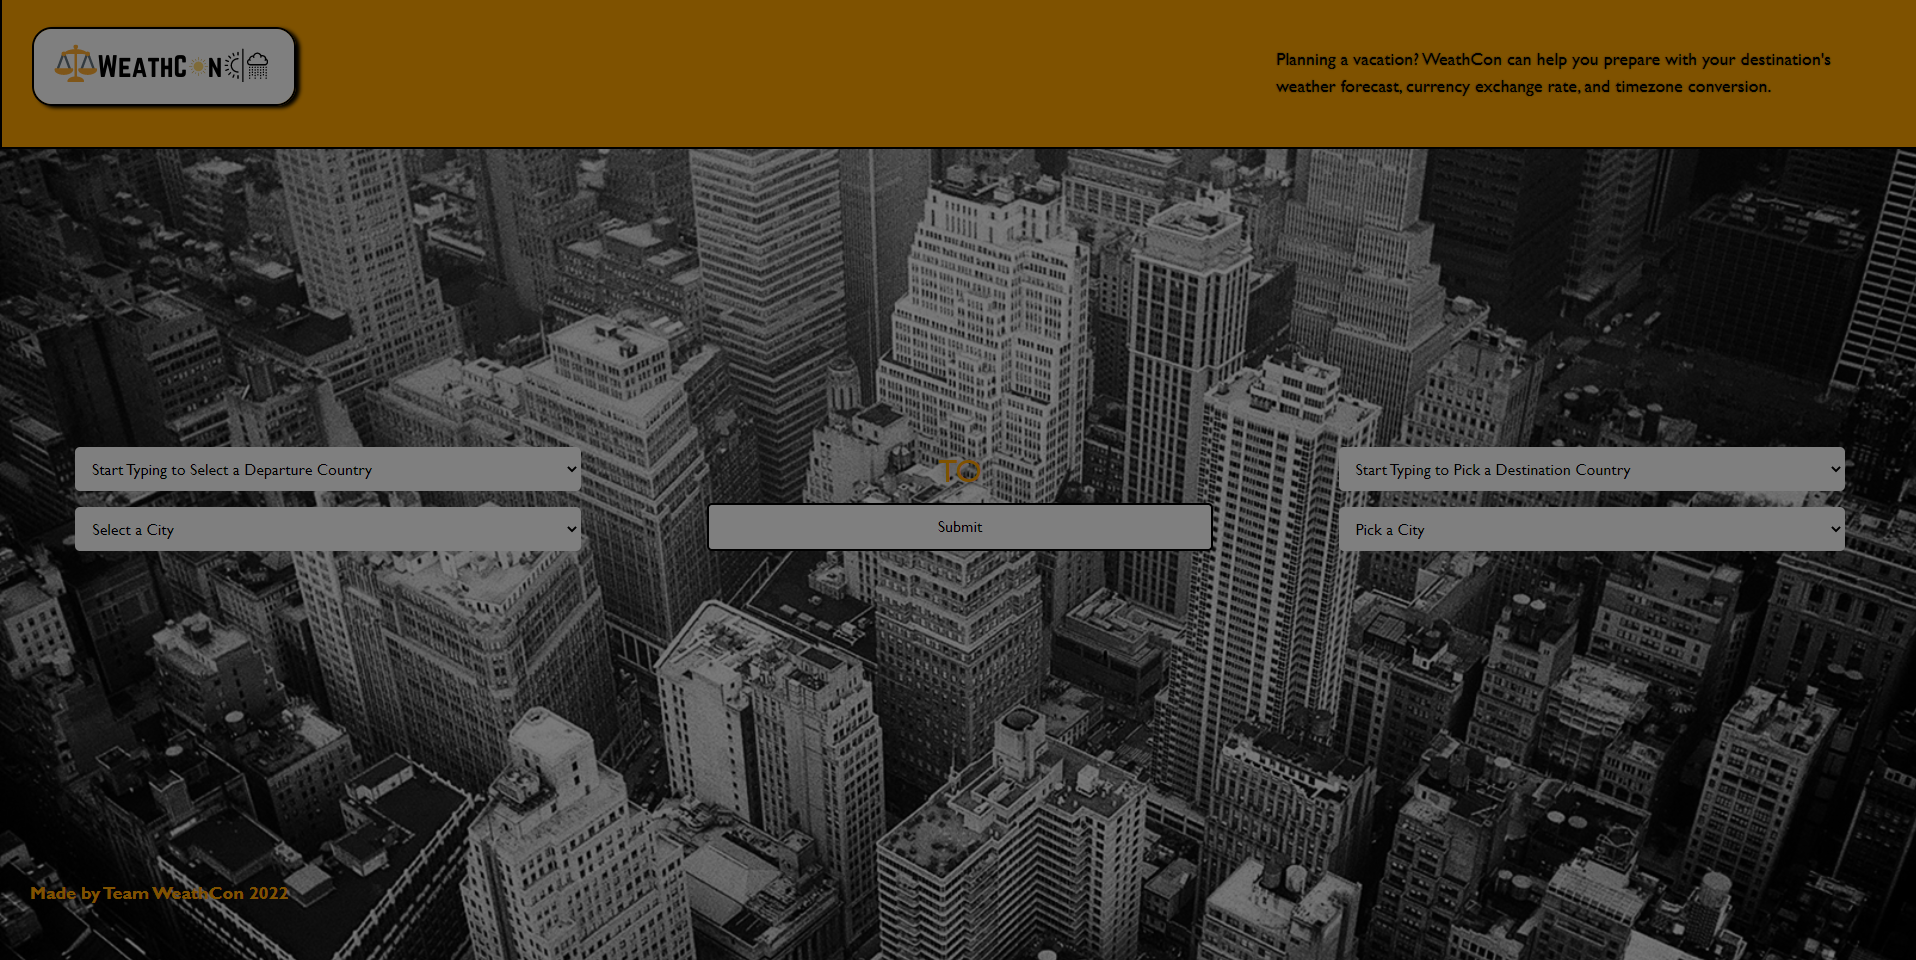 WEATHCON
Planning a vacation? WeathCon can help you prepare with your destination's
weather forecast, currency exchange rate, and timezone conversion.
Start Typing to Select a Departure Country
Select a City
TO
Submit
Start Typing to Pick a Destination Country
Pick a City
Made by Team WeathCon 2022